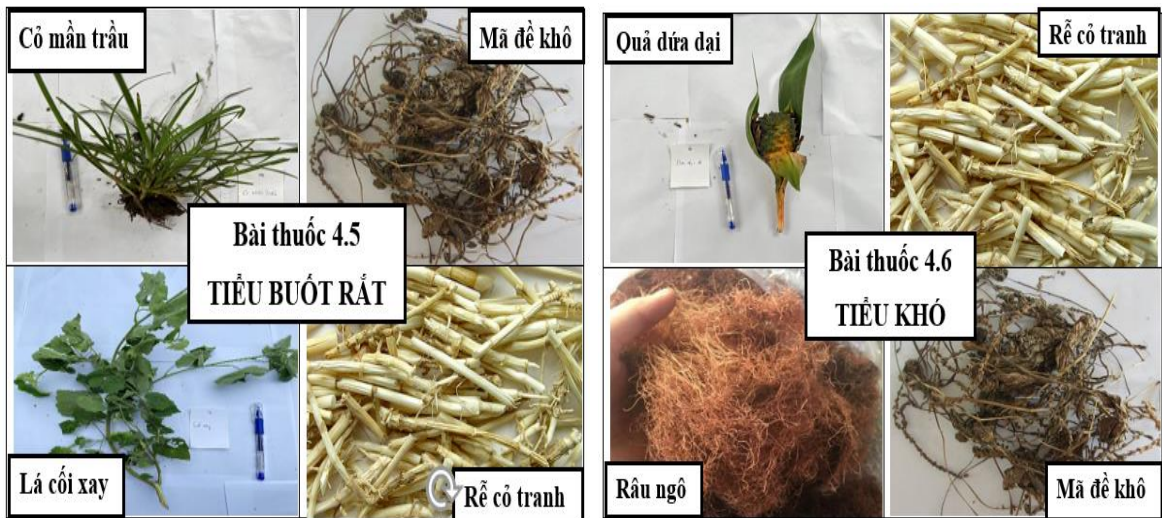 Cỏ mần trầu
Mã đề khô
Bài thuốc 4.5
TIỂU BUỐT RẮT
Lá cối xay
Rễ cỏ tranh
Quả dứa dại
Rễ cỏ tranh
Bài thuốc 4.6
TIỂU KHÓ
Râu ngô
Mã đề khô